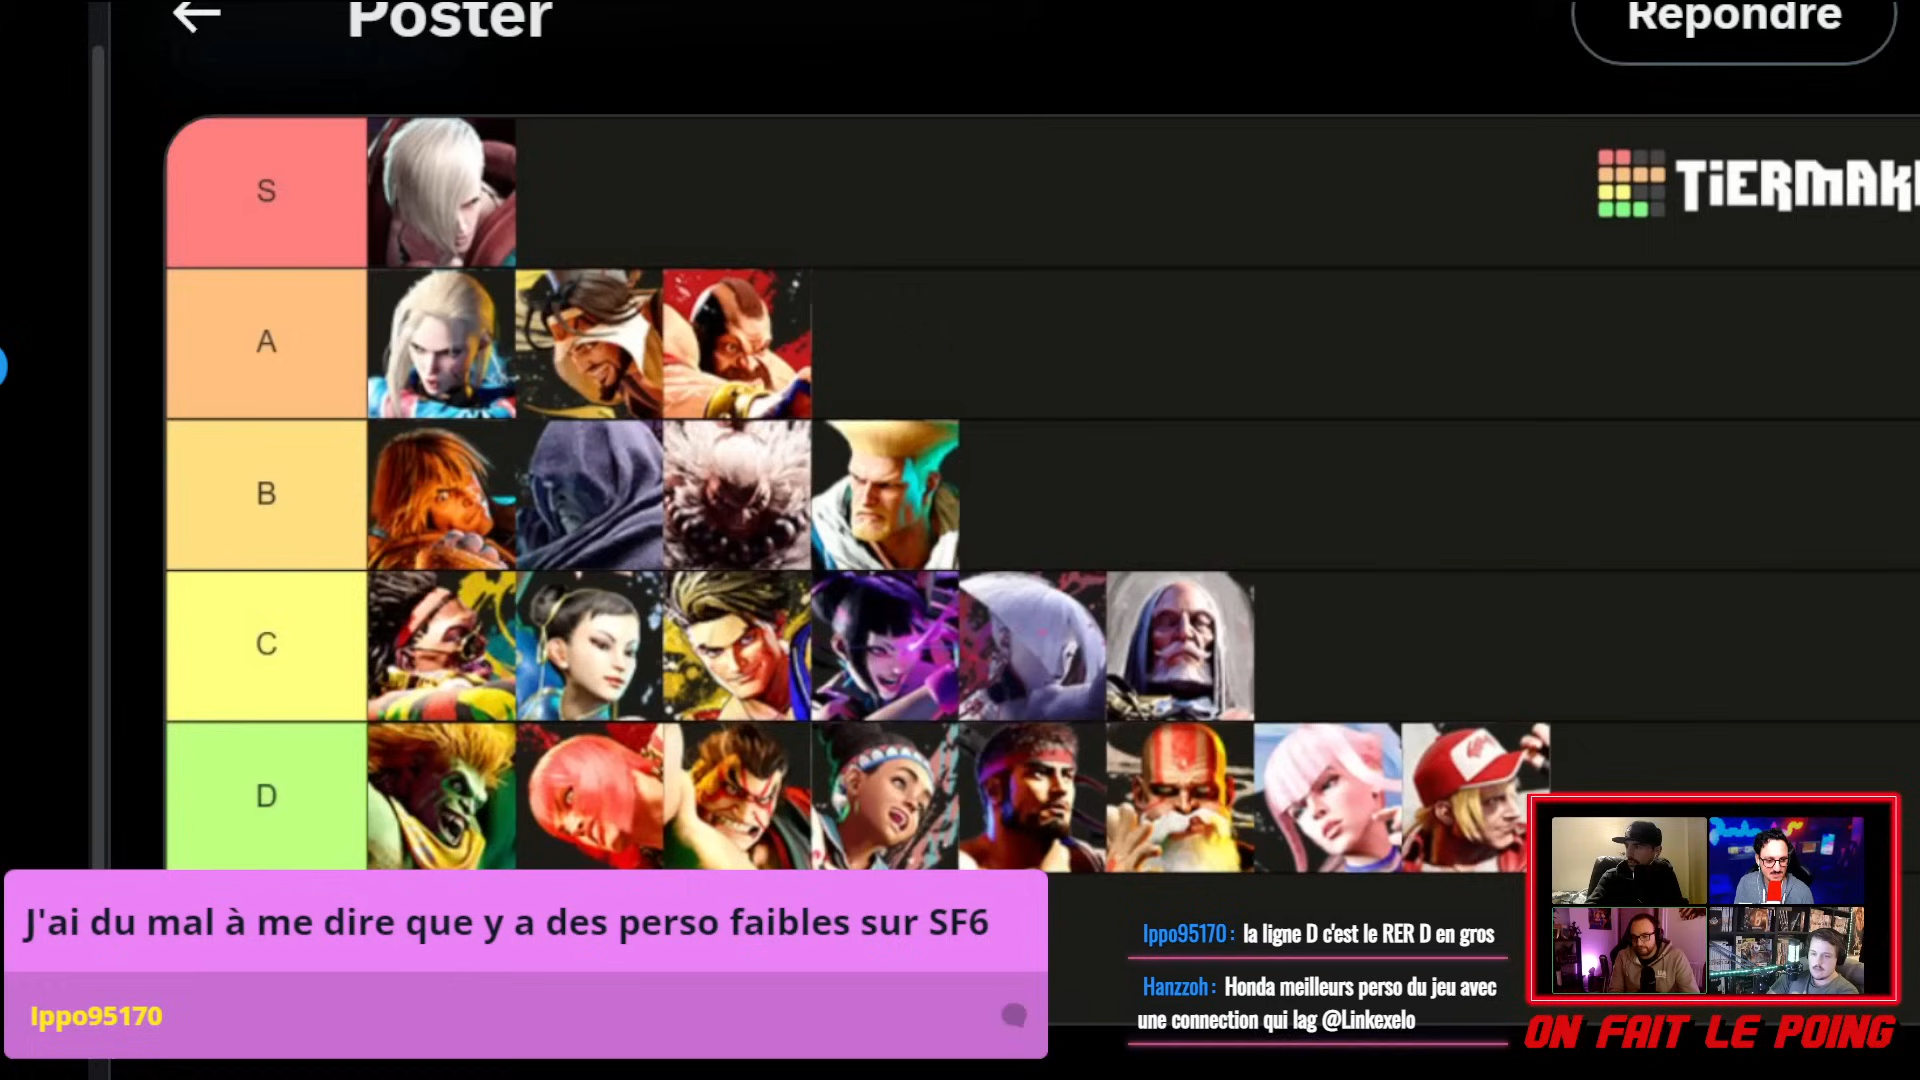 Poster
Répondre
S
TiERMAK
A
B
C
D
J'ai du mal à me dire que y a des perso faibles sur SF6
Ippo95170
Ippo95170 : la ligne D c'est le RER D en gros
Hanzzoh : Honda meilleurs perso du jeu avec
une connection qui lag @Linkexelo
ON FAIT LE POING